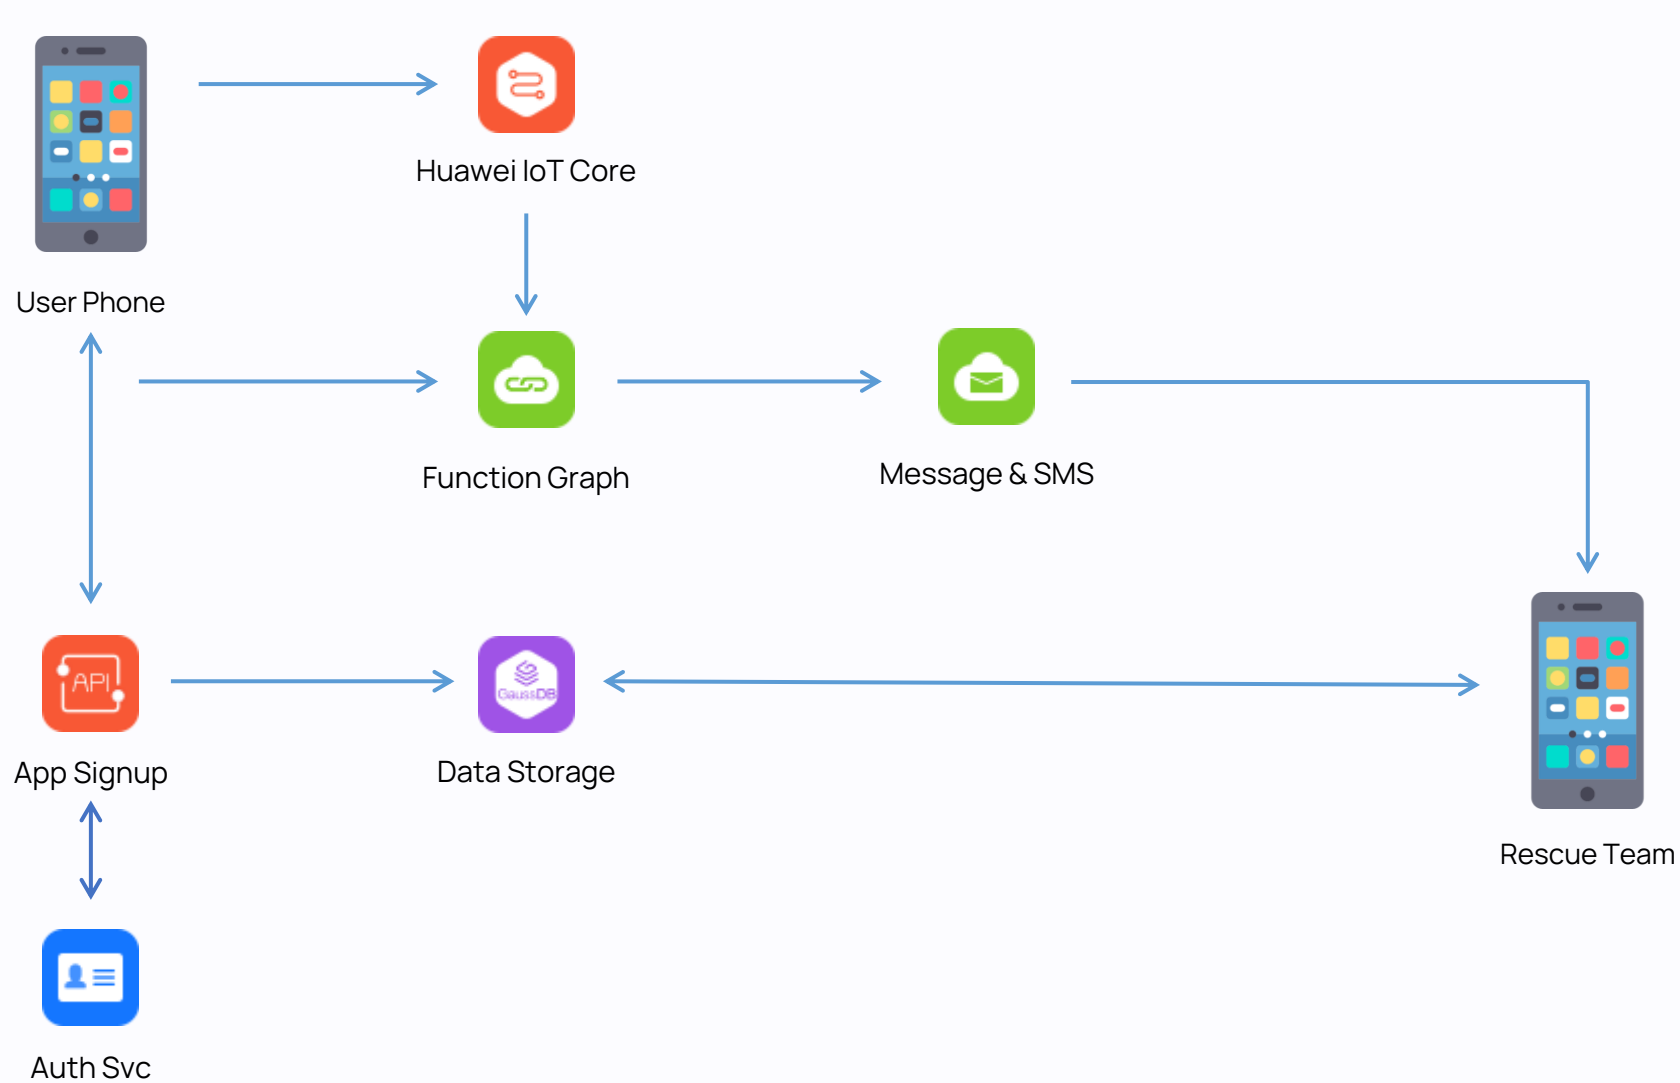 Huawei IoT Core
User Phone
Function Graph
Message & SMS
API
GaussDB
App Signup
Data Storage
Rescue Team
Auth Svc